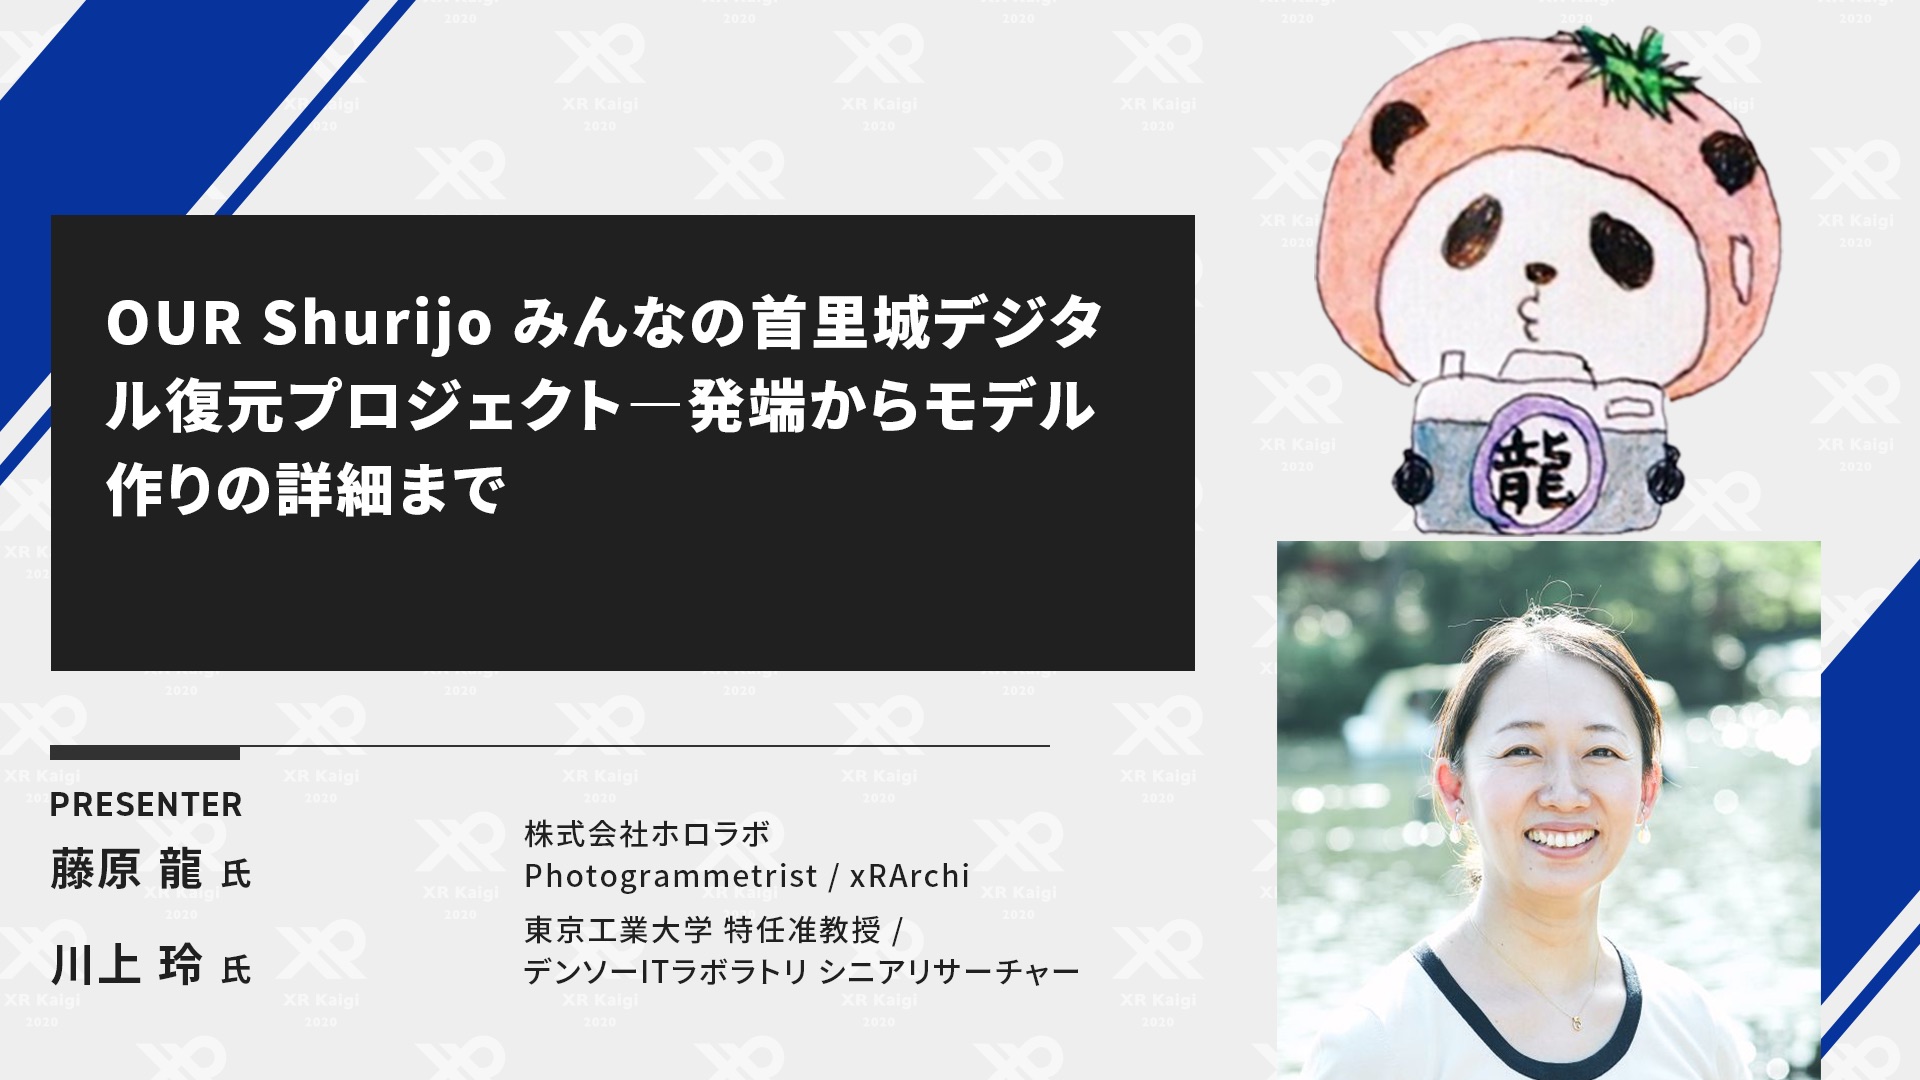 OUR Shurijo みんなの首里城デジタ
ル復元プロジェクト―発端からモデル
作りの詳細まで
龍
PRESENTER
藤原 龍 氏
株式会社ホロラボ
Photogrammetrist / xRArchi
川上 玲 氏
東京工業大学 特任准教授 /
デンソーITラボラトリ シニアリサーチャー
XR Kaigi
2020